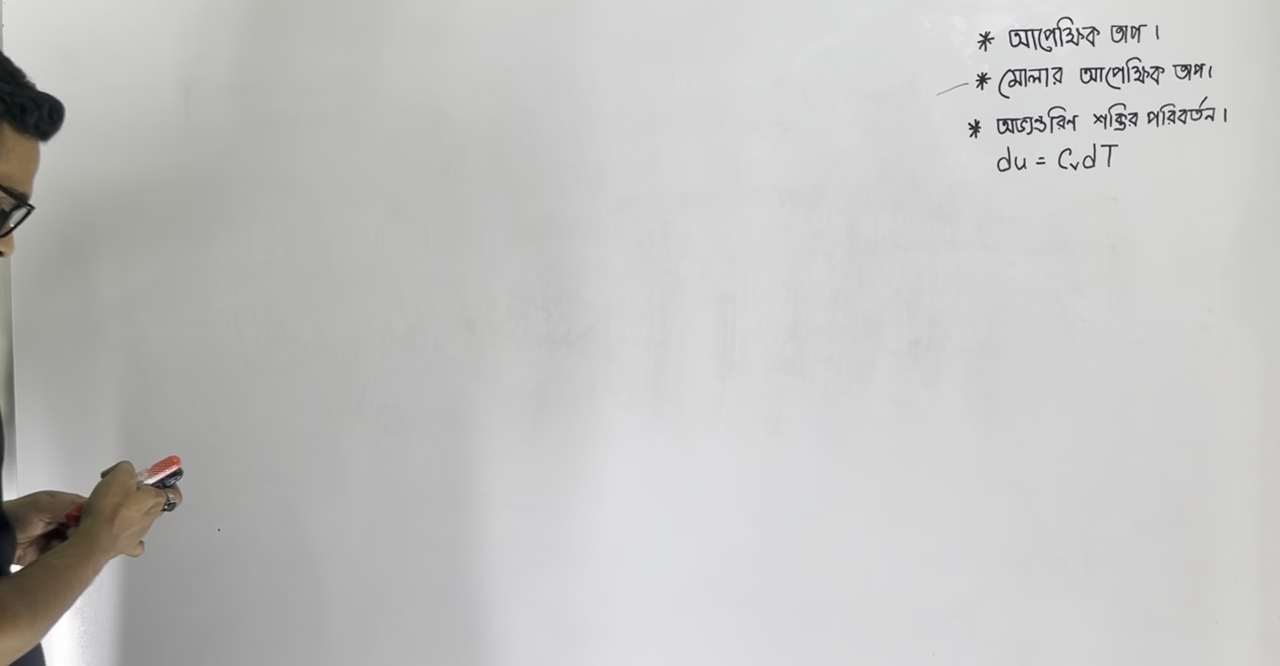 * আপেক্ষিক তাপ।
* মোলার আপেক্ষিক তাপ।
* অভ্যন্তরিণ শক্তির পরিবর্তন।
du = CvdT